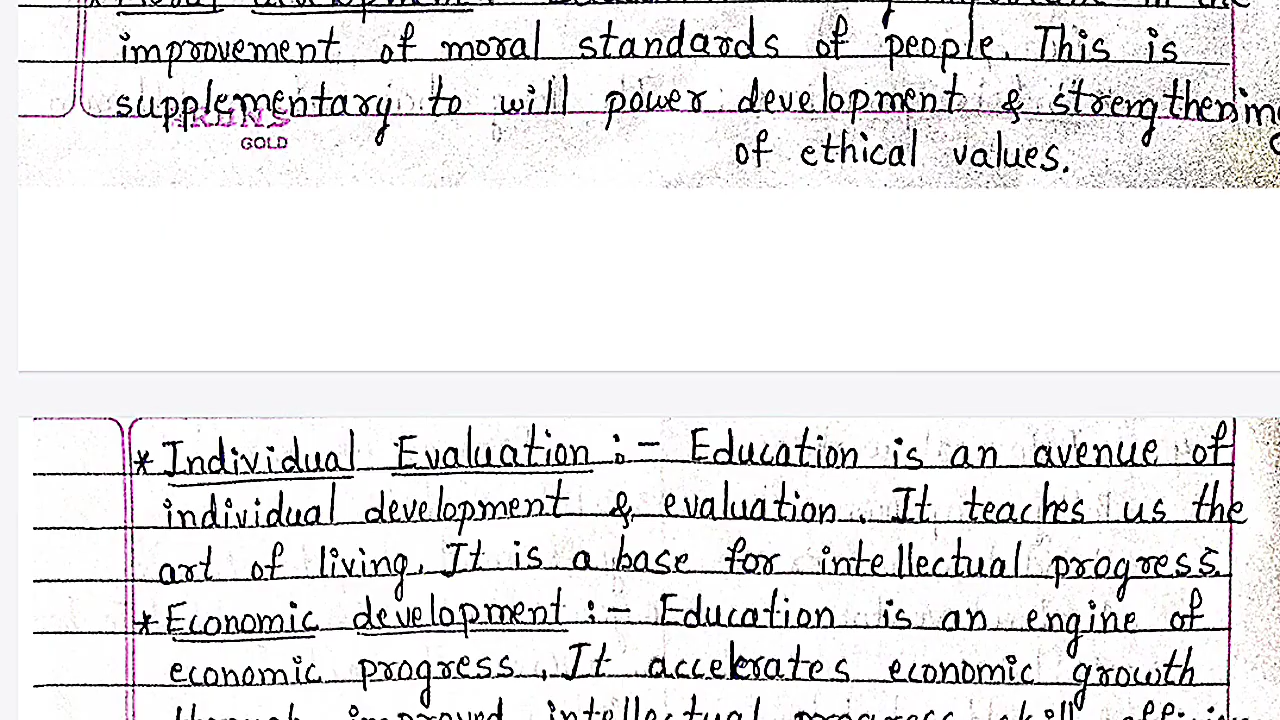 improvement of moral standards of people. This is
supplementary to will power development & strengthening
GOLD
of ethical values.
* Individual Evaluation :- Education is an avenue of
individual development & evaluation. It teaches us the
art of living. It is a base for intellectual progress.
* Economic development :- Education is an engine of
economic progress. It accelerates economic growth
intellectual